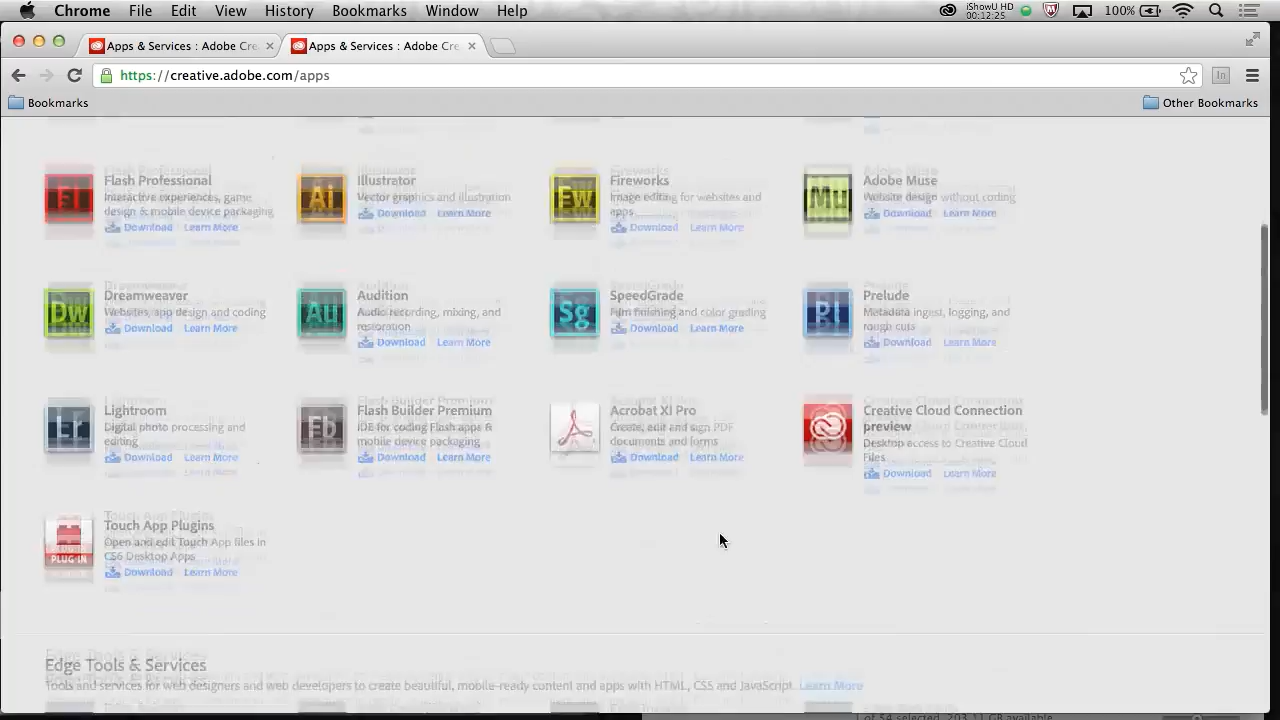 Chrome File Edit View History Bookmarks Window Help iShowU HD 00:12:25 100%
Apps & Services : Adobe Cre Apps & Services : Adobe Cre
https://creative.adobe.com/apps
Bookmarks Other Bookmarks
Fl Flash Professional
Interactive experiences, game
design & mobile device packaging
Download Learn More
Ai Illustrator
Vector graphics and illustration
Download Learn More
Fw Fireworks
Image editing for websites and
apps
Download Learn More
Mu Adobe Muse
Website design without coding
Download Learn More
Dw Dreamweaver
Websites, app design and coding
Download Learn More
Au Audition
Audio recording, mixing, and
restoration
Download Learn More
Sg SpeedGrade
Film finishing and color grading
Download Learn More
Pl Prelude
Metadata ingest, logging, and
rough cuts
Download Learn More
Lr Lightroom
Digital photo processing and
editing
Download Learn More
Fb Flash Builder Premium
IDE for coding Flash apps &
mobile device packaging
Download Learn More
Acrobat XI Pro
Create, edit and sign PDF
documents and forms
Download Learn More
Creative Cloud Connection
preview
Desktop access to Creative Cloud
Files
Download Learn More
PLUG-IN Touch App Plugins
Open and edit Touch App files in
CS6 Desktop Apps
Download Learn More
Edge Tools & Services
Tools and services for web designers and web developers to create beautiful, mobile-ready content and apps with HTML, CSS and JavaScript. Learn More
1 of 54 selected, 203.11 GB available